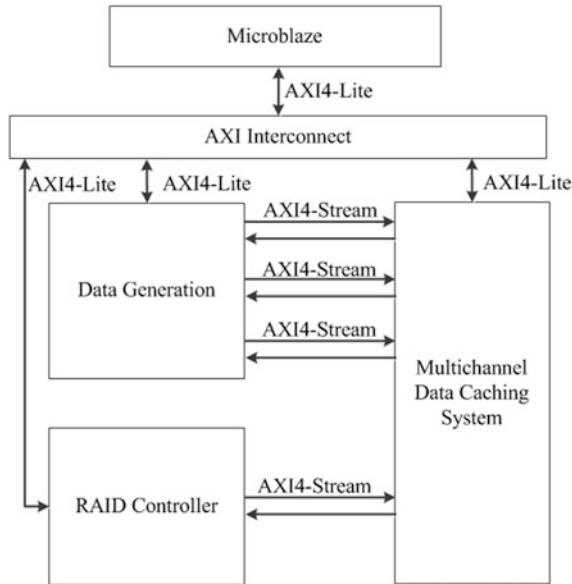 Microblaze
AXI4-Lite
AXI Interconnect
AXI4-Lite
AXI4-Lite
AXI4-Lite
AXI4-Stream
Data Generation
AXI4-Stream
AXI4-Stream
Multichannel
Data Caching
System
RAID Controller
AXI4-Stream